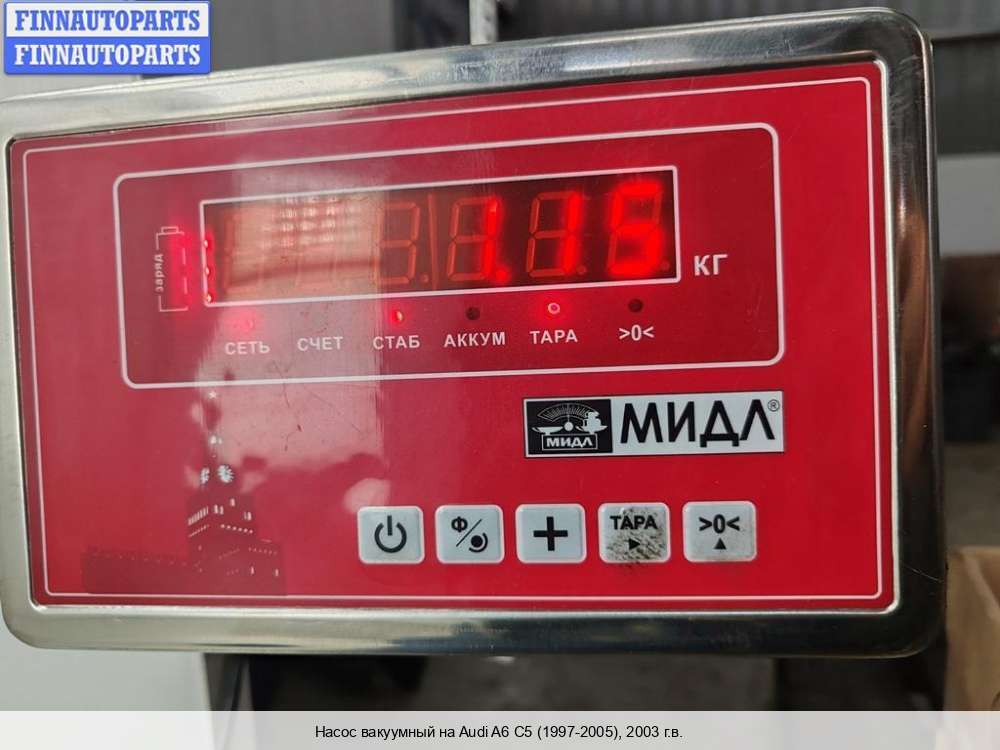 FINNAUTOPARTS
FINNAUTOPARTS
заряд
1.15 КГ
СЕТЬ СЧЕТ СТАБ АККУМ ТАРА >0<
МИДЛ МИДЛ®
Ф ТАРА >0<
Насос вакуумный на Audi A6 C5 (1997-2005), 2003 г.в.